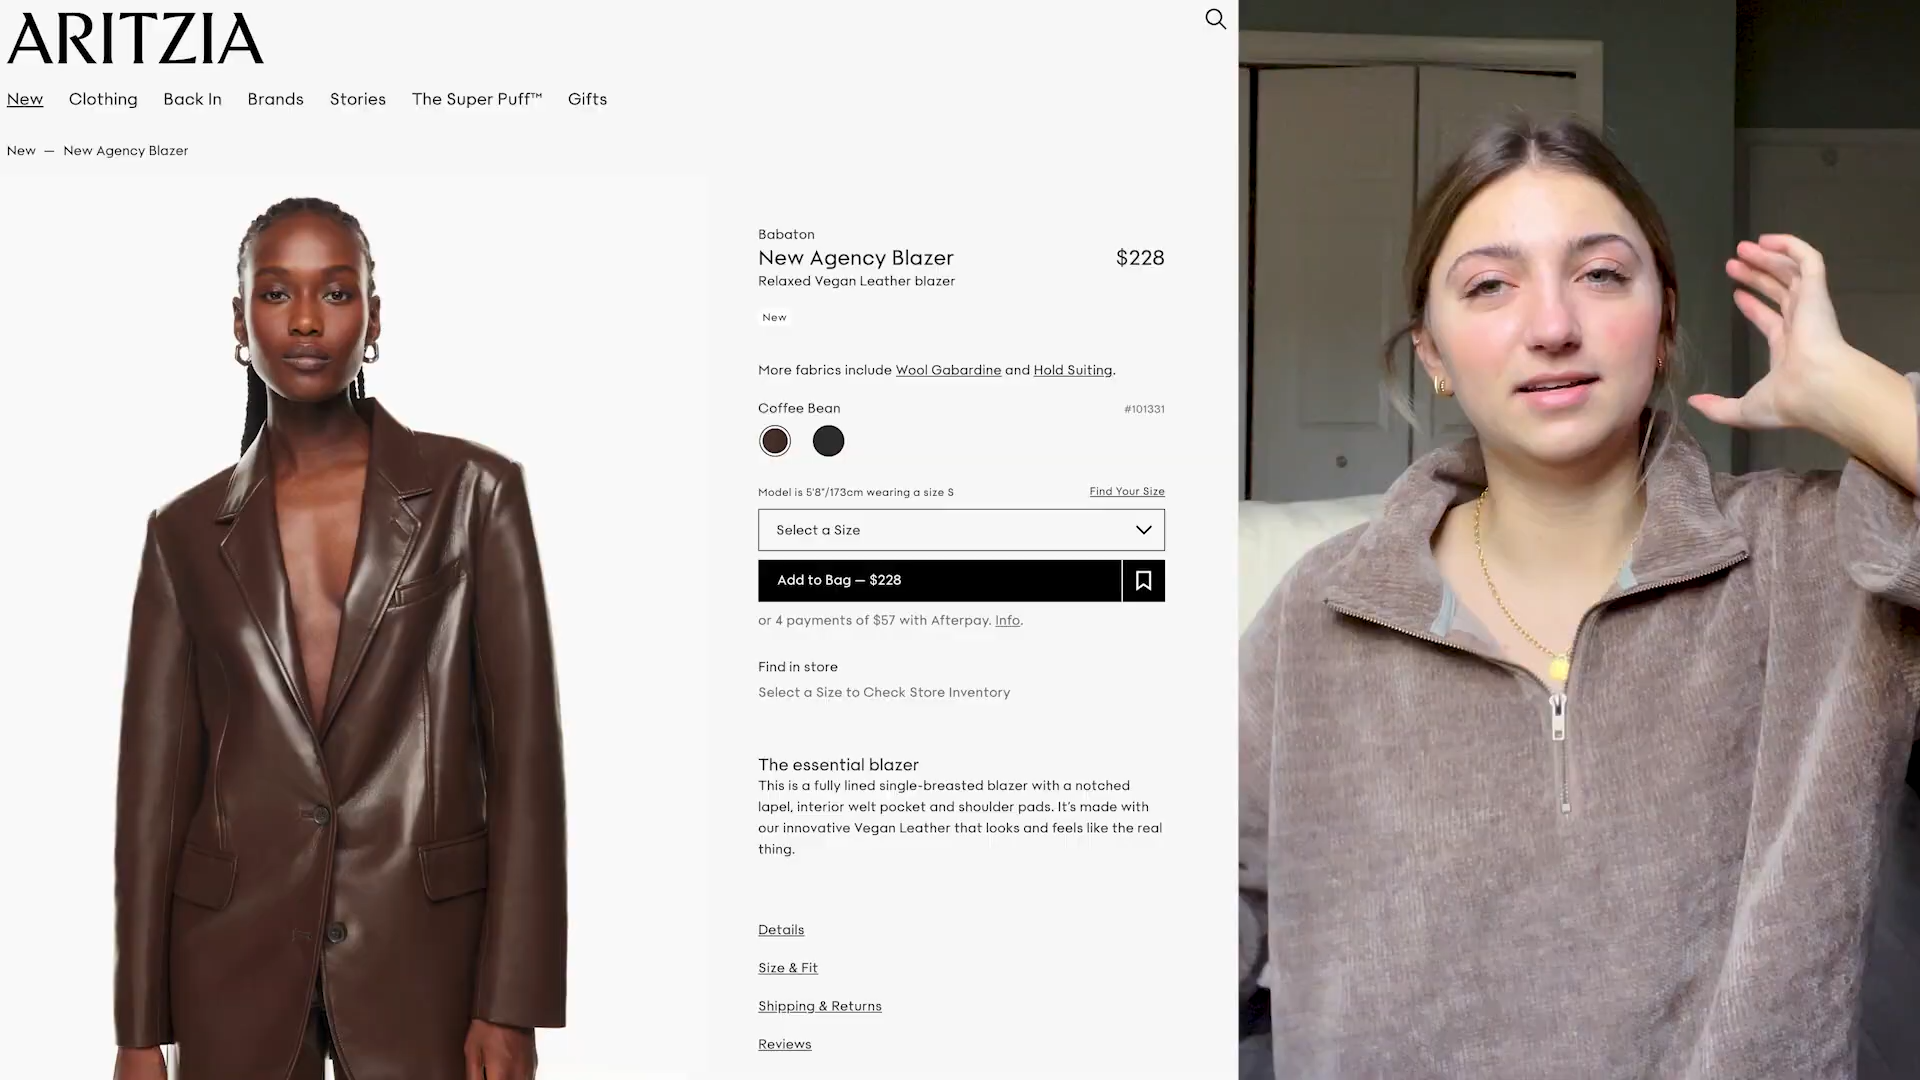 ARITZIA
New Clothing Back In Brands Stories The Super Puff™ Gifts
New — New Agency Blazer
Babaton
New Agency Blazer $228
Relaxed Vegan Leather blazer
New
More fabrics include Wool Gabardine and Hold Suiting.
Coffee Bean #101331
Model is 5'8"/173cm wearing a size S Find Your Size
Select a Size
Add to Bag — $228
or 4 payments of $57 with Afterpay. Info.
Find in store
Select a Size to Check Store Inventory
The essential blazer
This is a fully lined single-breasted blazer with a notched
lapel, interior welt pocket and shoulder pads. It's made with
our innovative Vegan Leather that looks and feels like the real
thing.
Details
Size & Fit
Shipping & Returns
Reviews